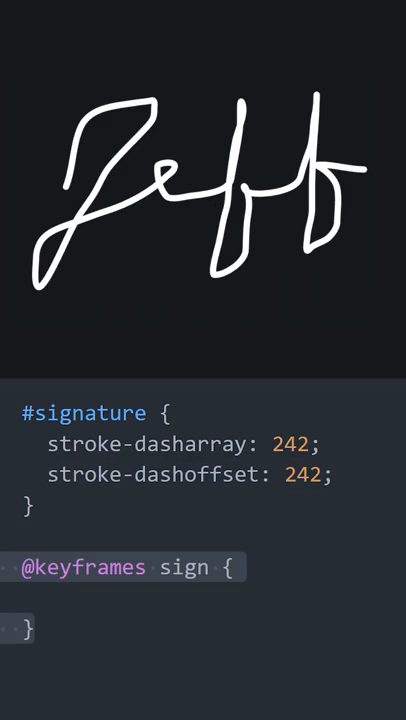 Jeff
#signature {
stroke-dasharray: 242;
stroke-dashoffset: 242;
}
@keyframes sign {
}